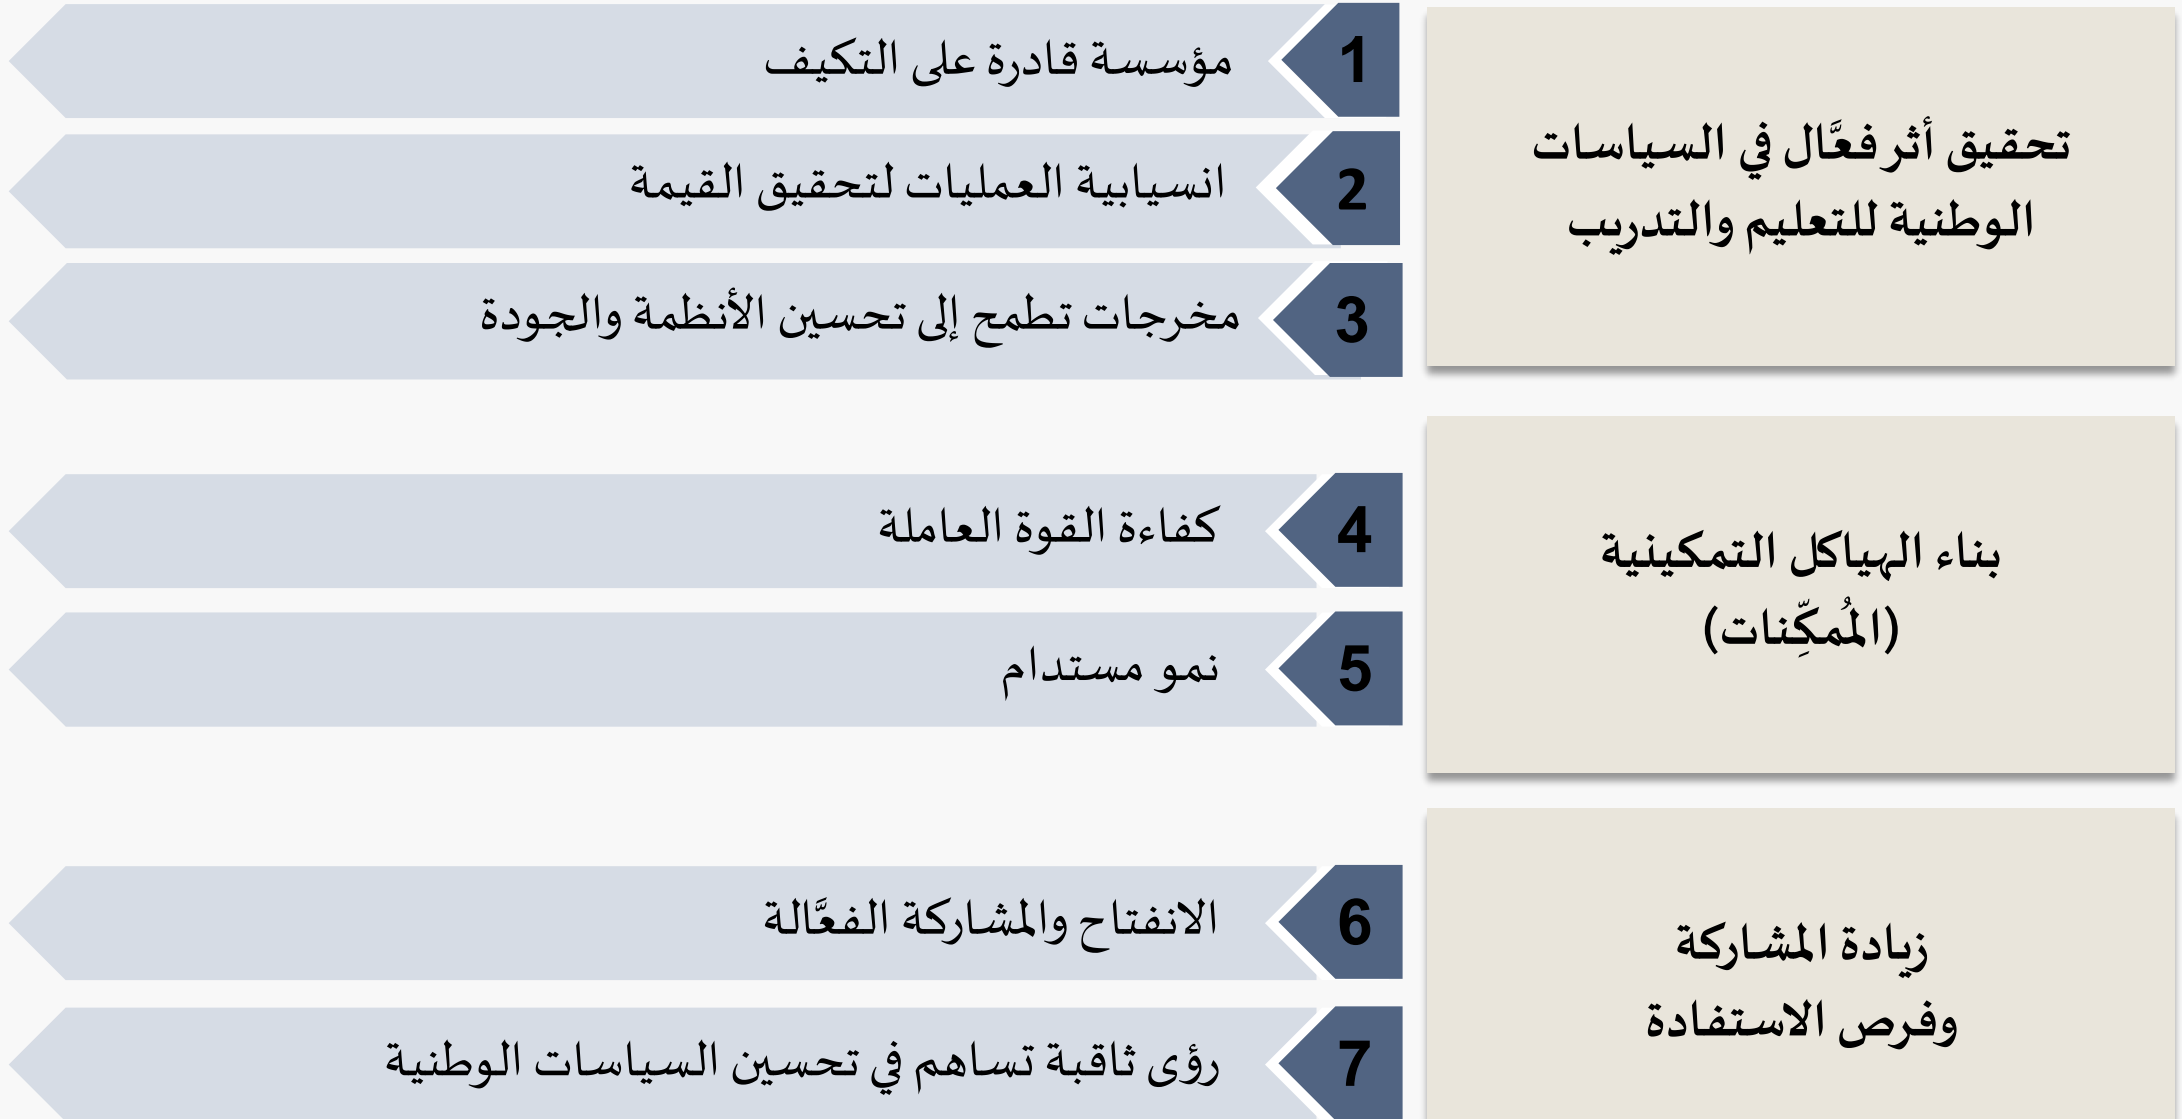 تحقيق أثر فعَّال في السياسات
الوطنية للتعليم والتدريب
1
مؤسسة قادرة على التكيف
2
انسيابية العمليات لتحقيق القيمة
3
مخرجات تطمح إلى تحسين الأنظمة والجودة
بناء الهياكل التمكينية
(المُمكِّنات)
4
كفاءة القوة العاملة
5
نمو مستدام
زيادة المشاركة
وفرص الاستفادة
6
الانفتاح والمشاركة الفعَّالة
7
رؤى ثاقبة تساهم في تحسين السياسات الوطنية